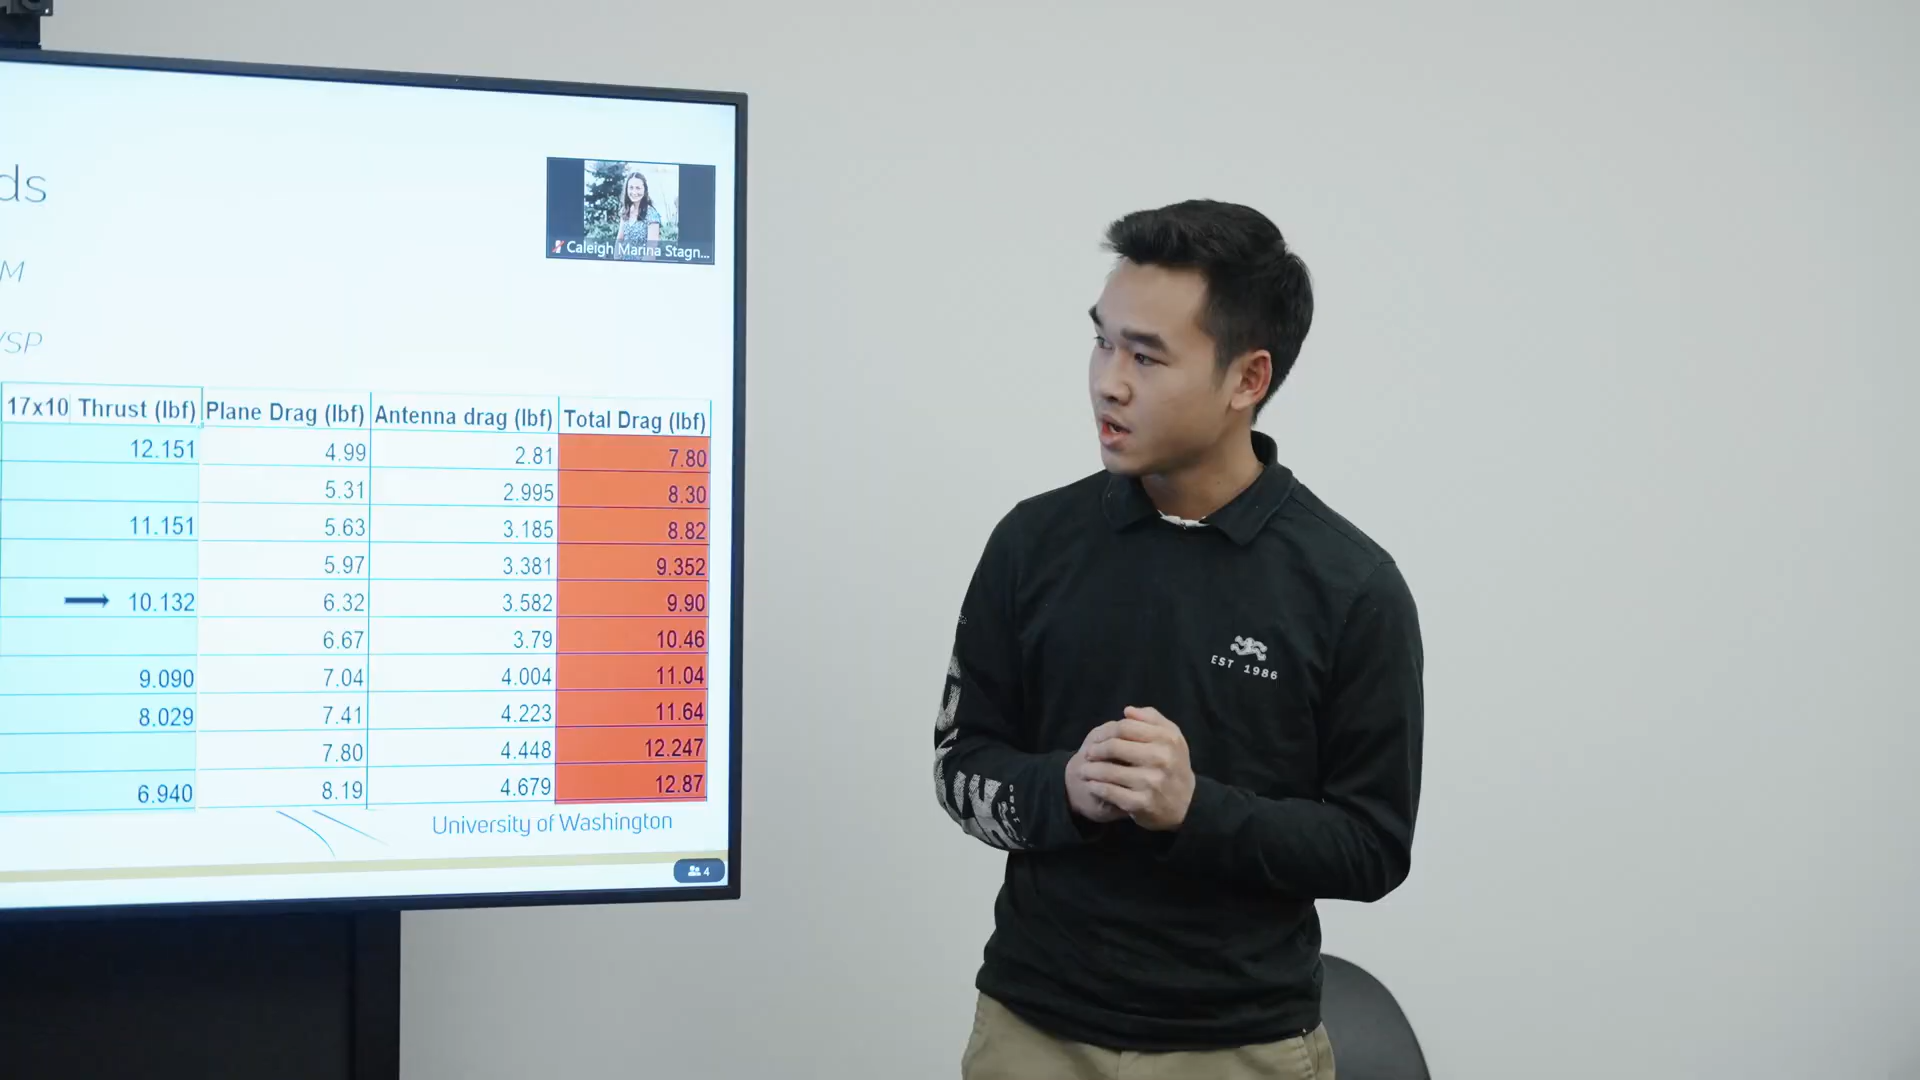 ds
M
VSP
Caleigh Marina Stagn...
17x10 Thrust (lbf) Plane Drag (lbf) Antenna drag (lbf) Total Drag (lbf)
12.151 4.99 2.81 7.80
5.31 2.995 8.30
11.151 5.63 3.185 8.82
5.97 3.381 9.352
10.132 6.32 3.582 9.90
6.67 3.79 10.46
9.090 7.04 4.004 11.04
8.029 7.41 4.223 11.64
7.80 4.448 12.247
6.940 8.19 4.679 12.87
University of Washington
4
EST 1986